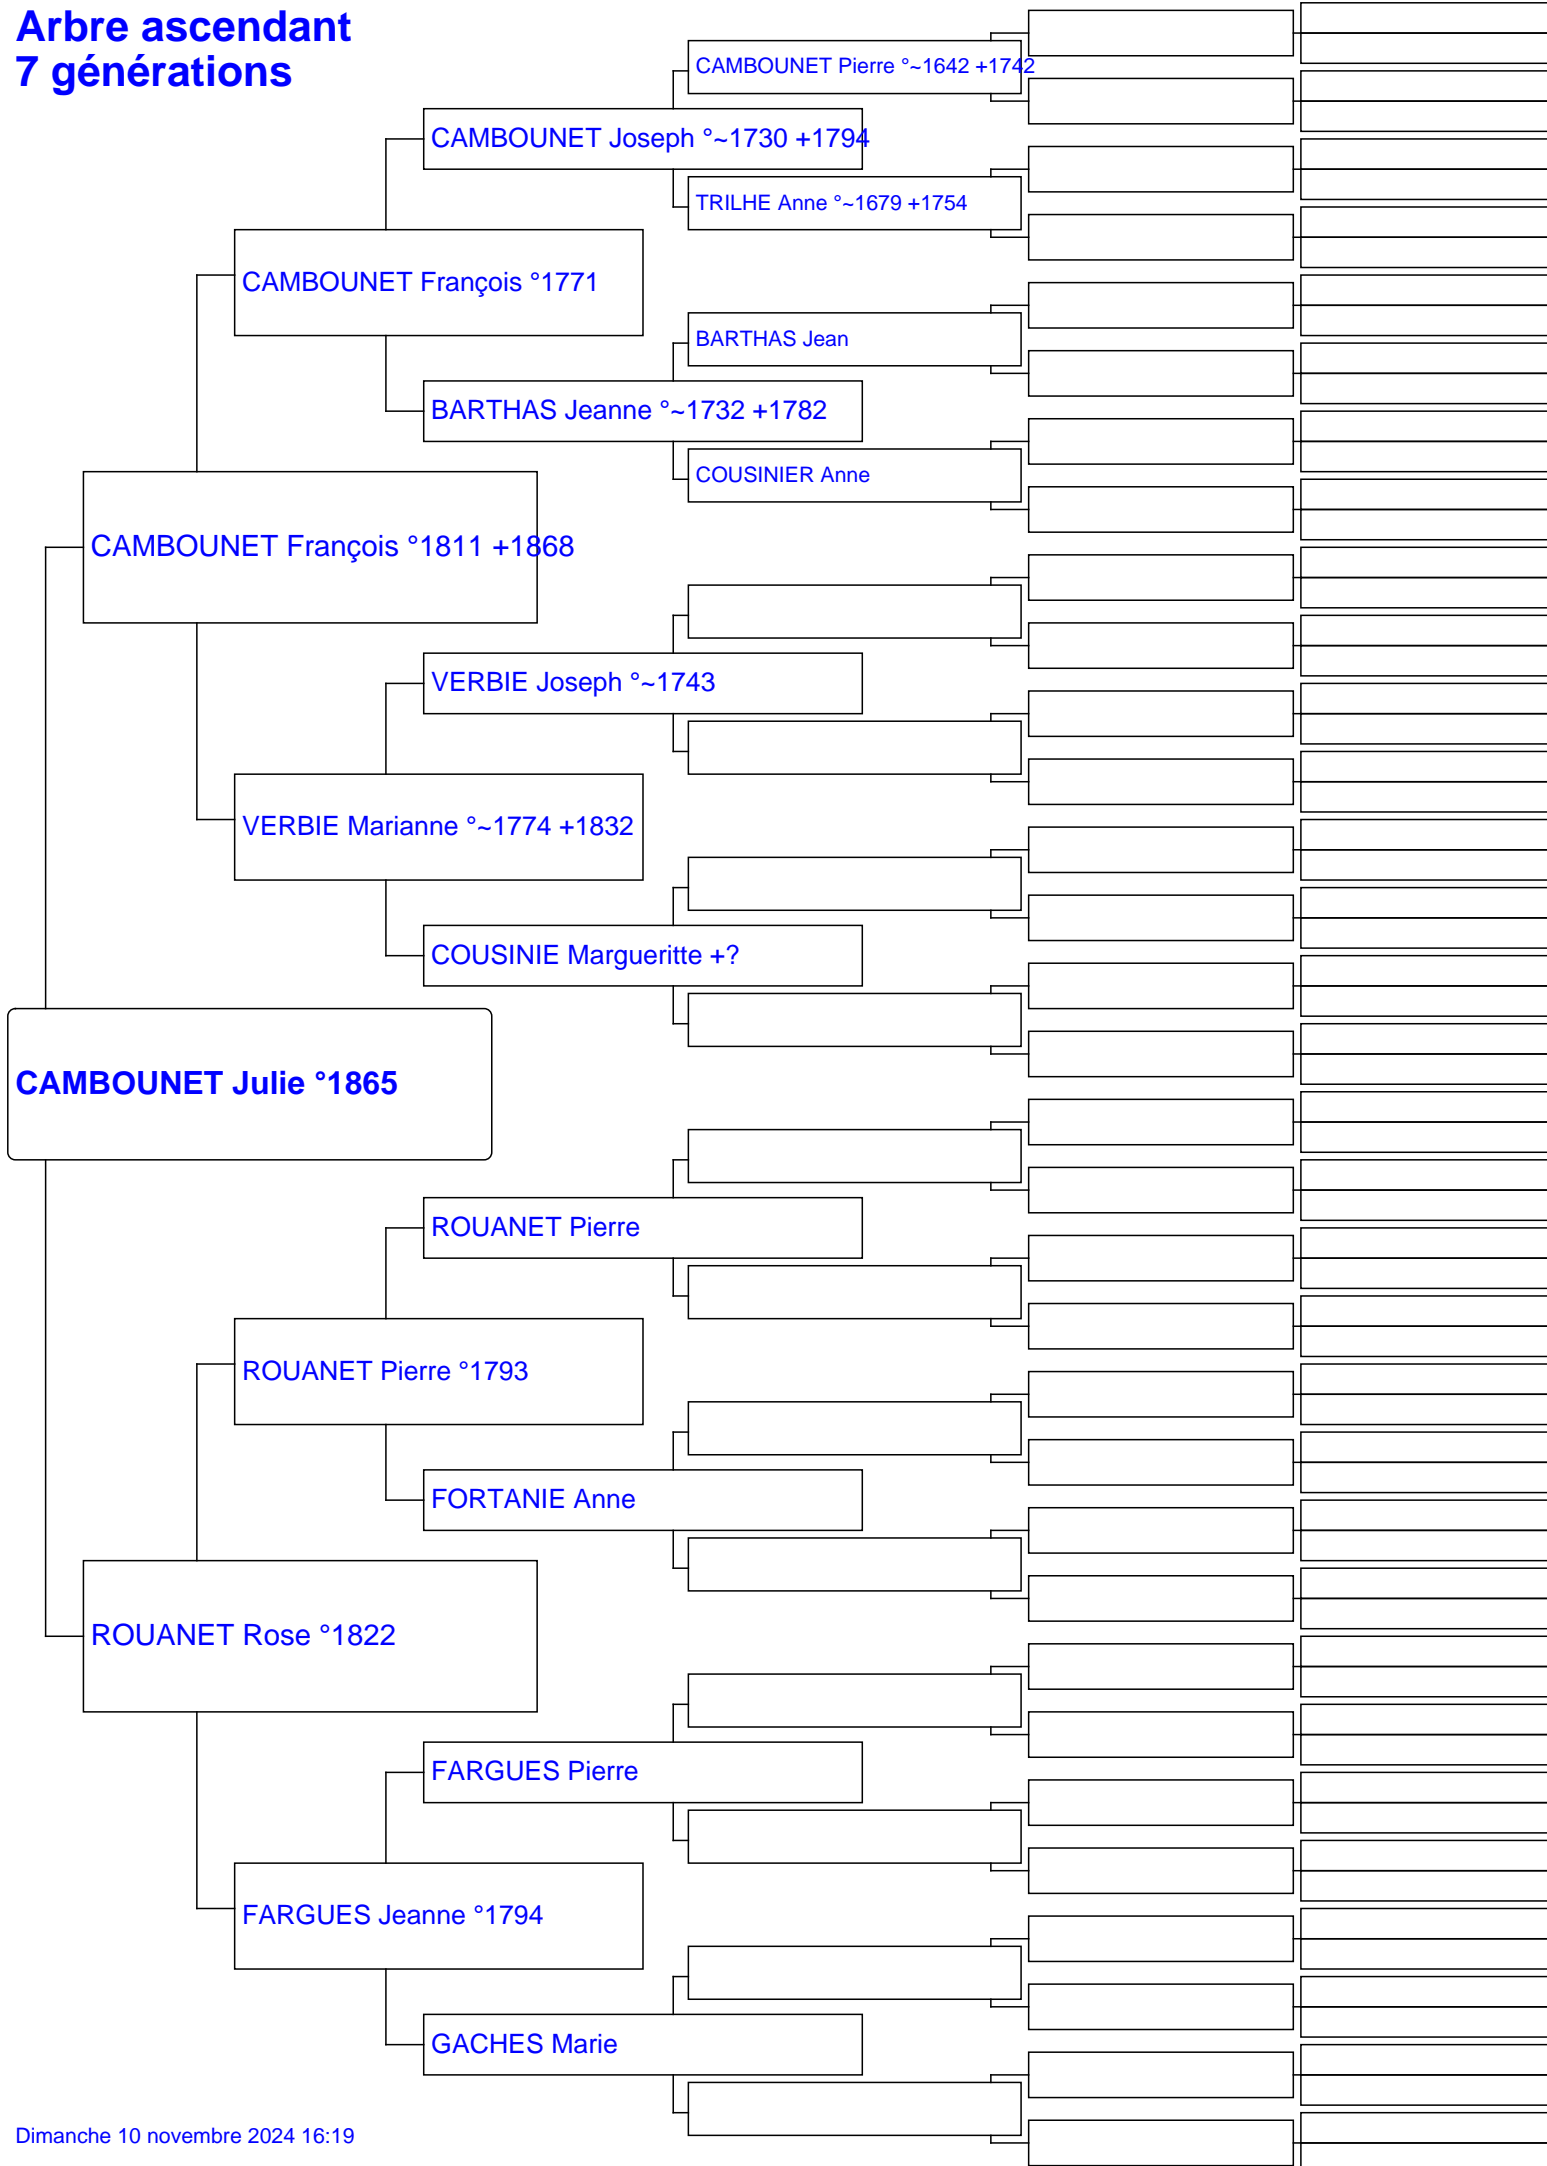 Arbre ascendant
7 générations
CAMBOUNET Pierre °~1642 +1742
CAMBOUNET Joseph °~1730 +1794
TRILHE Anne °~1679 +1754
CAMBOUNET François °1771
BARTHAS Jean
BARTHAS Jeanne °~1732 +1782
COUSINIER Anne
CAMBOUNET François °1811 +1868
VERBIE Joseph °~1743
VERBIE Marianne °~1774 +1832
COUSINIE Margueritte +?
CAMBOUNET Julie °1865
ROUANET Pierre
ROUANET Pierre °1793
FORTANIE Anne
ROUANET Rose °1822
FARGUES Pierre
FARGUES Jeanne °1794
GACHES Marie
Dimanche 10 novembre 2024 16:19